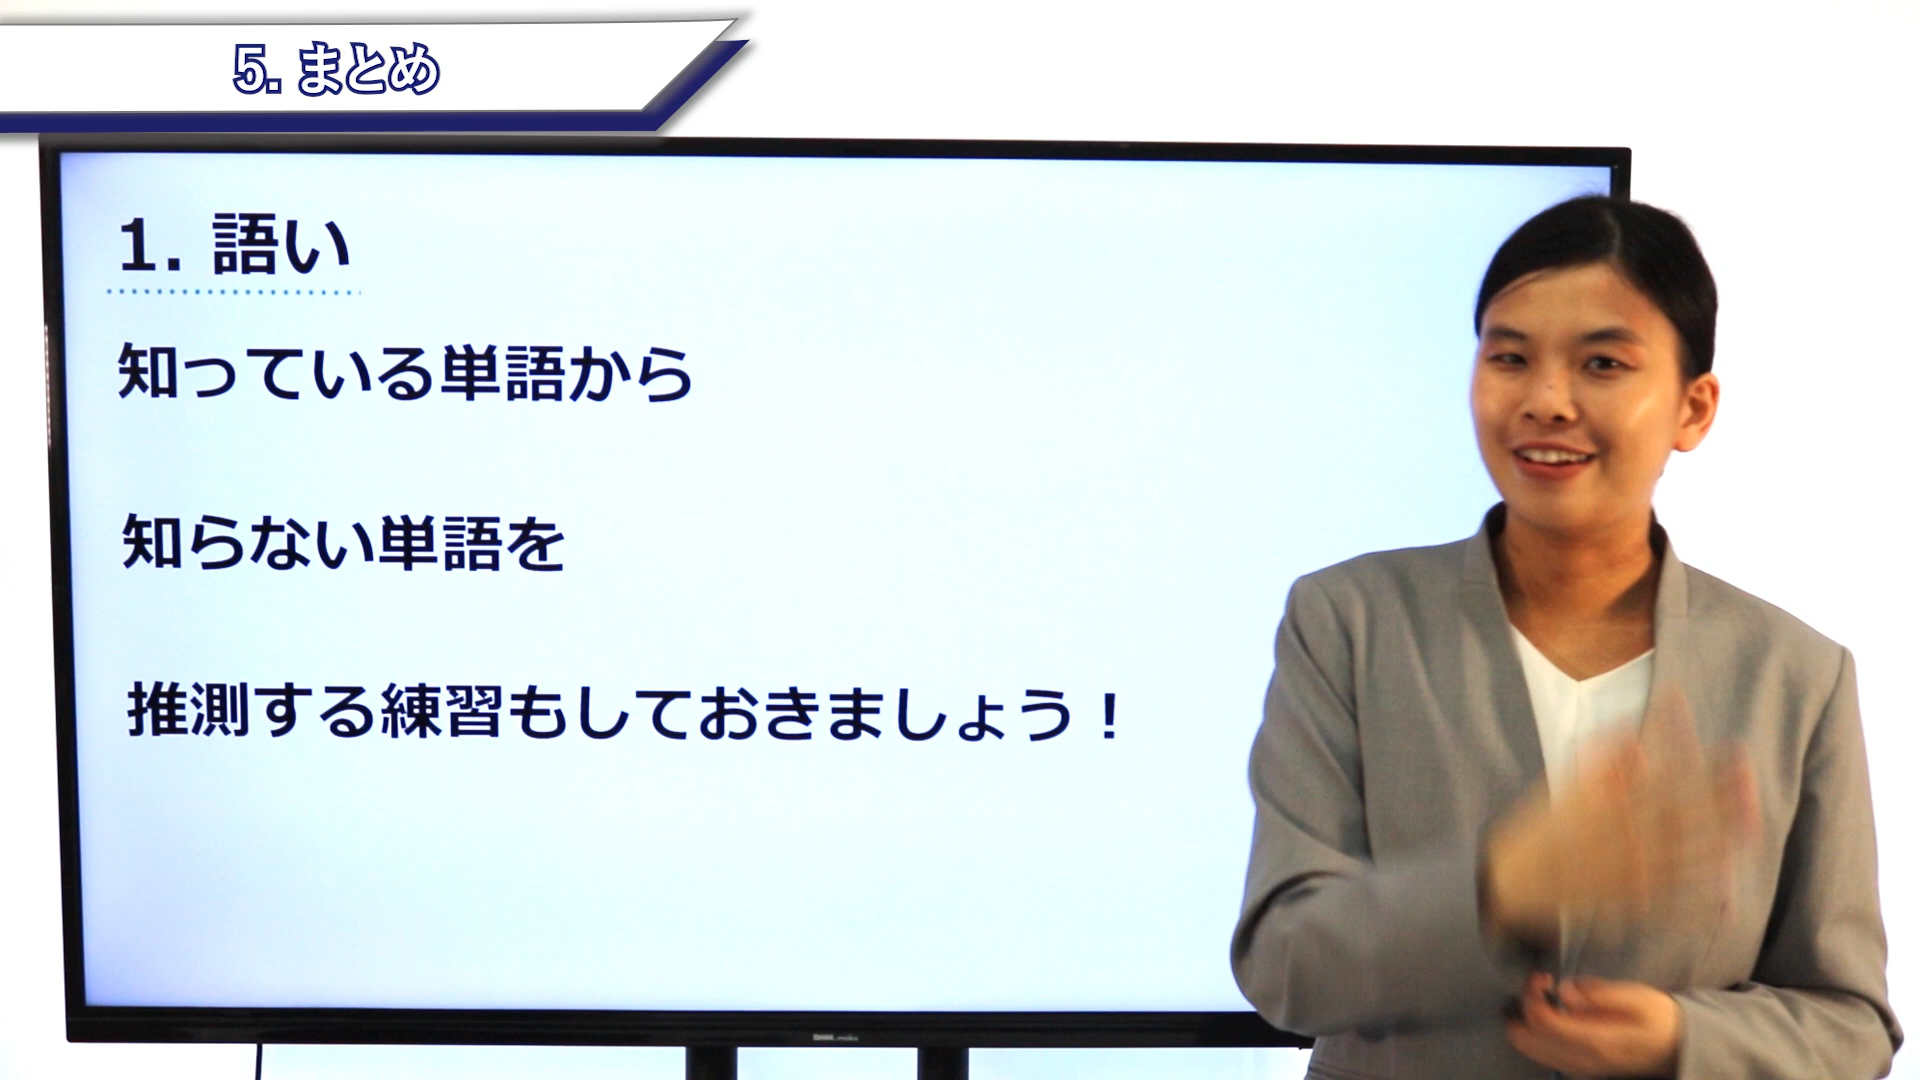 5. まとめ
1. 語い
知っている単語から
知らない単語を
推測する練習もしておきましょう！